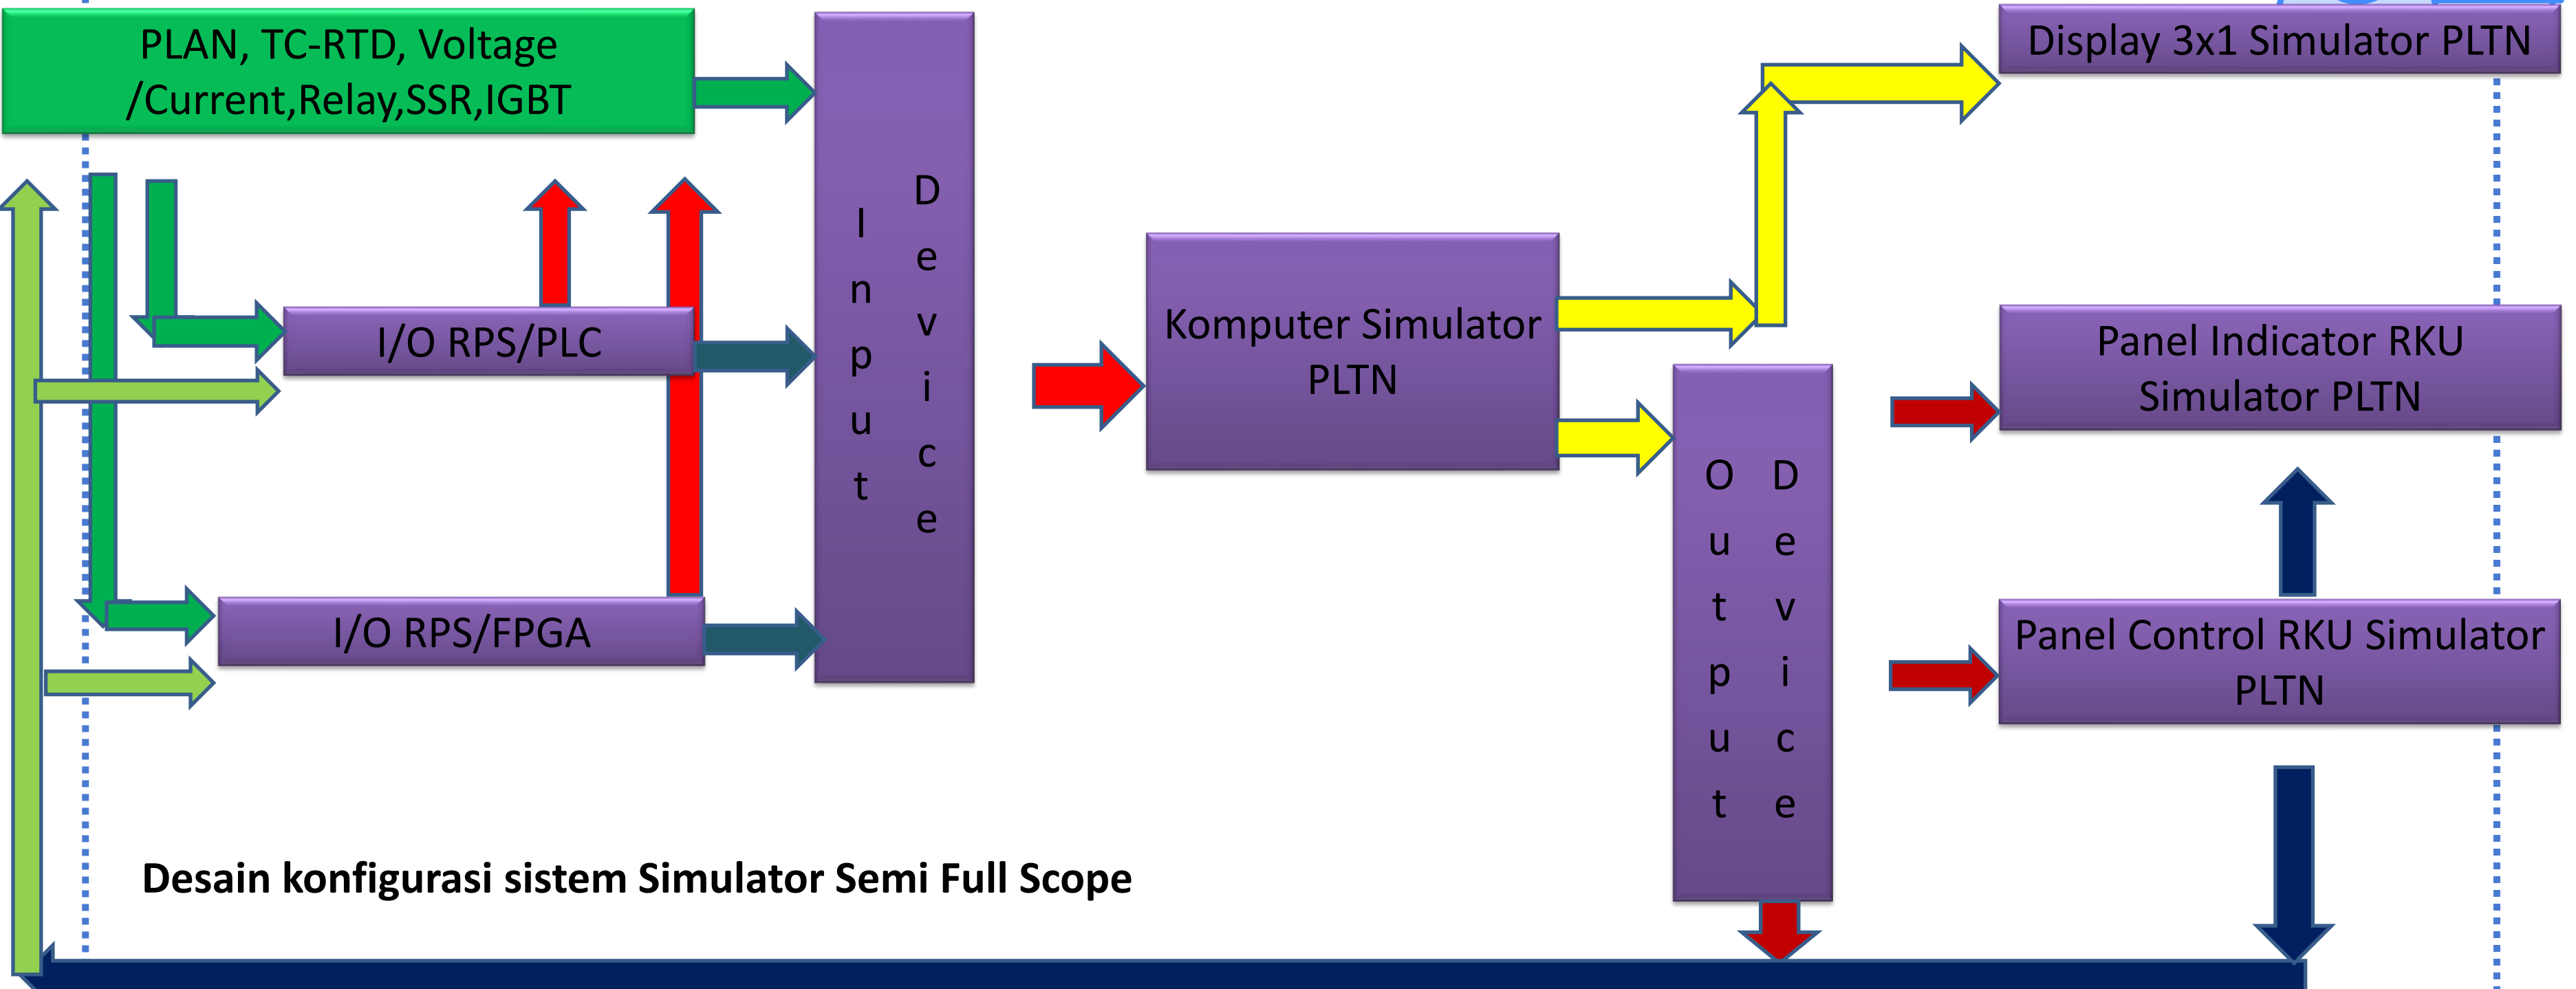 PLAN, TC-RTD, Voltage
/Current,Relay,SSR,IGBT
Input
Device
Display 3x1 Simulator PLTN
I/O RPS/PLC
Komputer Simulator
PLTN
Panel Indicator RKU
Simulator PLTN
Output
Device
I/O RPS/FPGA
Panel Control RKU Simulator
PLTN
Desain konfigurasi sistem Simulator Semi Full Scope